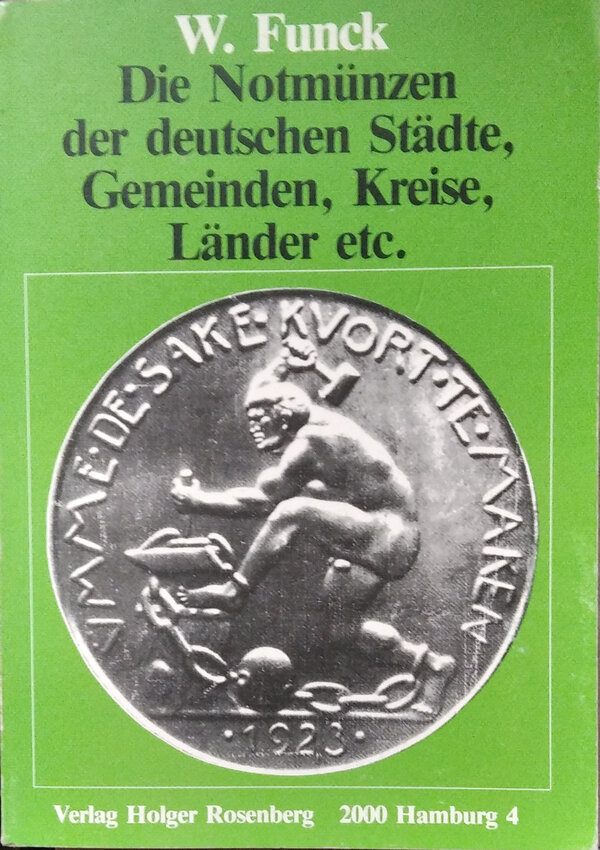 W. Funck
Die Notmünzen
der deutschen Städte,
Gemeinden, Kreise,
Länder etc.
VMME·DE·SAKE·KVORT·TE·MAKEN
·1923·
Verlag Holger Rosenberg 2000 Hamburg 4